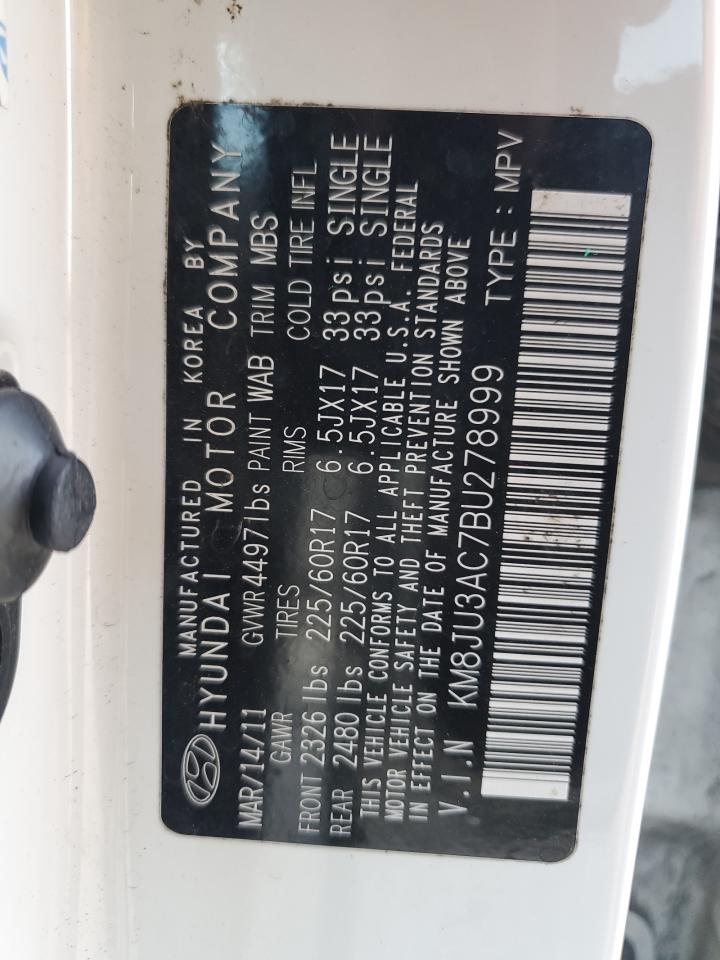 MANUFACTURED IN KOREA BY
HYUNDAI MOTOR COMPANY
MAR/14/11 GVWR 4497lbs PAINT WAB TRIM MBS
GAWR TIRES RIMS COLD TIRE INFL
FRONT 2326 lbs 225/60R17 6.5JX17 33psi SINGLE
REAR 2480 lbs 225/60R17 6.5JX17 33psi SINGLE
THIS VEHICLE CONFORMS TO ALL APPLICABLE U.S.A. FEDERAL
MOTOR VEHICLE SAFETY AND THEFT PREVENTION STANDARDS
IN EFFECT ON THE DATE OF MANUFACTURE SHOWN ABOVE
V.I.N KM8JU3AC7BU278999 TYPE : MPV